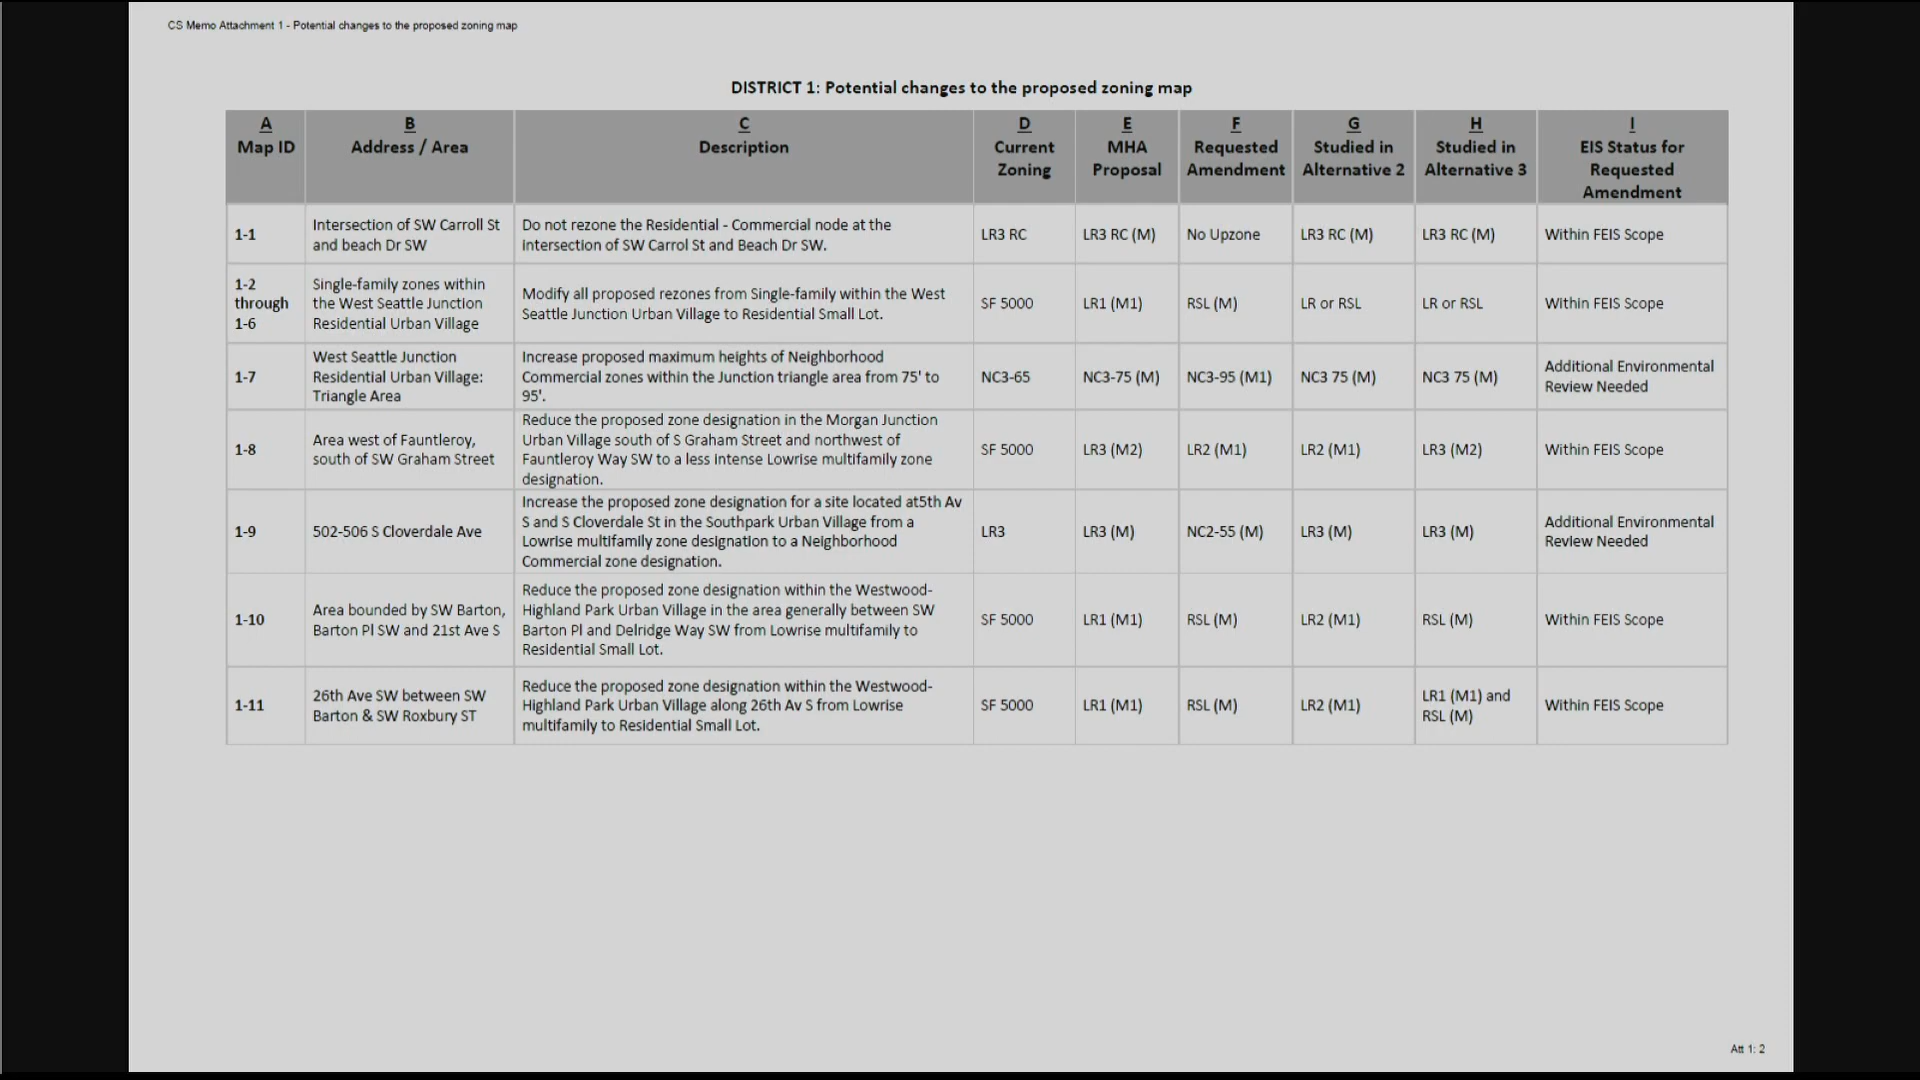 CS Memo Attachment 1 - Potential changes to the proposed zoning map
DISTRICT 1: Potential changes to the proposed zoning map
A
Map ID
B
Address / Area
C
Description
D
Current
Zoning
E
MHA
Proposal
F
Requested
Amendment
G
Studied in
Alternative 2
H
Studied in
Alternative 3
I
EIS Status for
Requested
Amendment
1-1
Intersection of SW Carroll St
and beach Dr SW
Do not rezone the Residential - Commercial node at the
intersection of SW Carrol St and Beach Dr SW.
LR3 RC
LR3 RC (M)
No Upzone
LR3 RC (M)
LR3 RC (M)
Within FEIS Scope
1-2
through
1-6
Single-family zones within
the West Seattle Junction
Residential Urban Village
Modify all proposed rezones from Single-family within the West
Seattle Junction Urban Village to Residential Small Lot.
SF 5000
LR1 (M1)
RSL (M)
LR or RSL
LR or RSL
Within FEIS Scope
1-7
West Seattle Junction
Residential Urban Village:
Triangle Area
Increase proposed maximum heights of Neighborhood
Commercial zones within the Junction triangle area from 75' to
95'.
NC3-65
NC3-75 (M)
NC3-95 (M1)
NC3 75 (M)
NC3 75 (M)
Additional Environmental
Review Needed
1-8
Area west of Fauntleroy,
south of SW Graham Street
Reduce the proposed zone designation in the Morgan Junction
Urban Village south of S Graham Street and northwest of
Fauntleroy Way SW to a less intense Lowrise multifamily zone
designation.
SF 5000
LR3 (M2)
LR2 (M1)
LR2 (M1)
LR3 (M2)
Within FEIS Scope
1-9
502-506 S Cloverdale Ave
Increase the proposed zone designation for a site located at5th Av
S and S Cloverdale St in the Southpark Urban Village from a
Lowrise multifamily zone designation to a Neighborhood
Commercial zone designation.
LR3
LR3 (M)
NC2-55 (M)
LR3 (M)
LR3 (M)
Additional Environmental
Review Needed
1-10
Area bounded by SW Barton,
Barton Pl SW and 21st Ave S
Reduce the proposed zone designation within the Westwood-
Highland Park Urban Village in the area generally between SW
Barton Pl and Delridge Way SW from Lowrise multifamily to
Residential Small Lot.
SF 5000
LR1 (M1)
RSL (M)
LR2 (M1)
RSL (M)
Within FEIS Scope
1-11
26th Ave SW between SW
Barton & SW Roxbury ST
Reduce the proposed zone designation within the Westwood-
Highland Park Urban Village along 26th Av S from Lowrise
multifamily to Residential Small Lot.
SF 5000
LR1 (M1)
RSL (M)
LR2 (M1)
LR1 (M1) and
RSL (M)
Within FEIS Scope
Att 1: 2